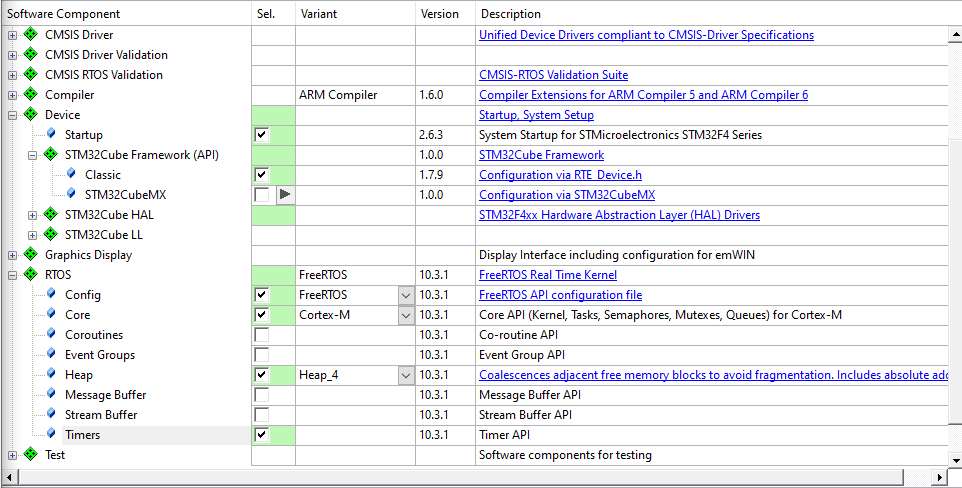 Software Component Sel. Variant Version Description
CMSIS Driver Unified Device Drivers compliant to CMSIS-Driver Specifications
CMSIS Driver Validation
CMSIS RTOS Validation CMSIS-RTOS Validation Suite
Compiler ARM Compiler 1.6.0 Compiler Extensions for ARM Compiler 5 and ARM Compiler 6
Device Startup, System Setup
Startup 2.6.3 System Startup for STMicroelectronics STM32F4 Series
STM32Cube Framework (API) 1.0.0 STM32Cube Framework
Classic 1.7.9 Configuration via RTE_Device.h
STM32CubeMX 1.0.0 Configuration via STM32CubeMX
STM32Cube HAL STM32F4xx Hardware Abstraction Layer (HAL) Drivers
STM32Cube LL
Graphics Display Display Interface including configuration for emWIN
RTOS FreeRTOS 10.3.1 FreeRTOS Real Time Kernel
Config FreeRTOS 10.3.1 FreeRTOS API configuration file
Core Cortex-M 10.3.1 Core API (Kernel, Tasks, Semaphores, Mutexes, Queues) for Cortex-M
Coroutines 10.3.1 Co-routine API
Event Groups 10.3.1 Event Group API
Heap Heap_4 10.3.1 Coalescences adjacent free memory blocks to avoid fragmentation. Includes absolute add
Message Buffer 10.3.1 Message Buffer API
Stream Buffer 10.3.1 Stream Buffer API
Timers 10.3.1 Timer API
Test Software components for testing